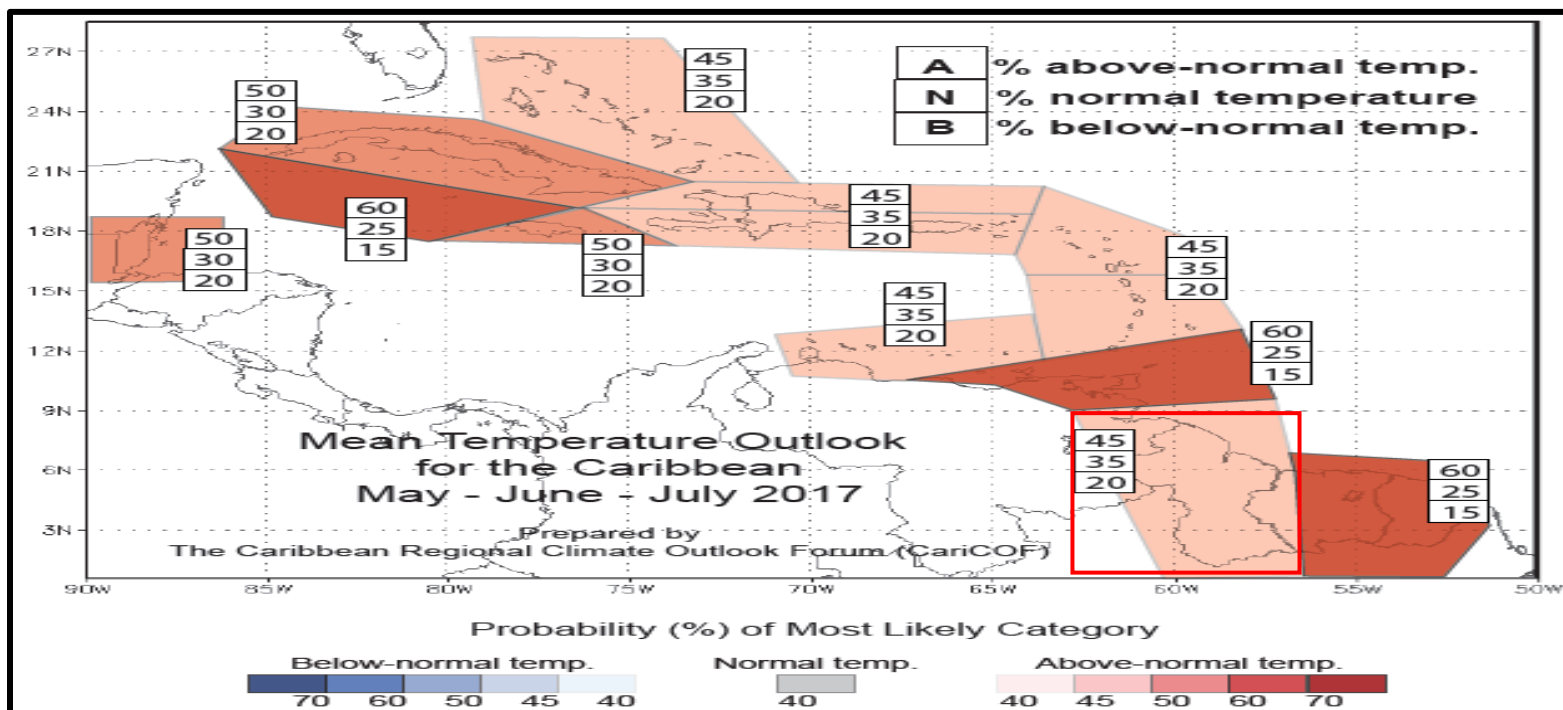 27N
24N
21N
18N
15N
12N
9N
6N
3N
A % above-normal temp.
N % normal temperature
B % below-normal temp.
45
35
20
50
30
20
60
25
15
50
30
20
50
30
20
45
35
20
45
35
20
45
35
20
60
25
15
45
35
20
60
25
15
Mean Temperature Outlook
for the Caribbean
May - June - July 2017
Prepared by
The Caribbean Regional Climate Outlook Forum (CariCOF)
90W 85W 80W 75W 70W 65W 60W 55W 50W
Probability (%) of Most Likely Category
Below-normal temp. Normal temp. Above-normal temp.
70 60 50 45 40 40 40 45 50 60 70